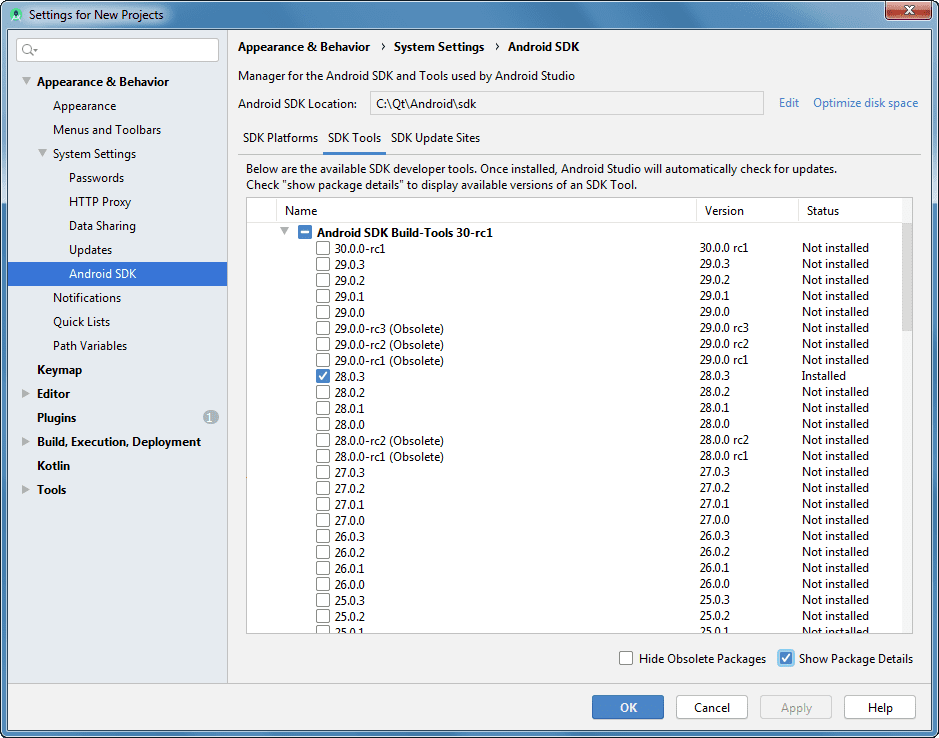 Settings for New Projects
Appearance & Behavior
Appearance
Menus and Toolbars
System Settings
Passwords
HTTP Proxy
Data Sharing
Updates
Android SDK
Notifications
Quick Lists
Path Variables
Keymap
Editor
Plugins 1
Build, Execution, Deployment
Kotlin
Tools
Appearance & Behavior › System Settings › Android SDK
Manager for the Android SDK and Tools used by Android Studio
Android SDK Location: C:\Qt\Android\sdk Edit Optimize disk space
SDK Platforms SDK Tools SDK Update Sites
Below are the available SDK developer tools. Once installed, Android Studio will automatically check for updates.
Check "show package details" to display available versions of an SDK Tool.
Name Version Status
Android SDK Build-Tools 30-rc1
30.0.0-rc1 30.0.0 rc1 Not installed
29.0.3 29.0.3 Not installed
29.0.2 29.0.2 Not installed
29.0.1 29.0.1 Not installed
29.0.0 29.0.0 Not installed
29.0.0-rc3 (Obsolete) 29.0.0 rc3 Not installed
29.0.0-rc2 (Obsolete) 29.0.0 rc2 Not installed
29.0.0-rc1 (Obsolete) 29.0.0 rc1 Not installed
28.0.3 28.0.3 Installed
28.0.2 28.0.2 Not installed
28.0.1 28.0.1 Not installed
28.0.0 28.0.0 Not installed
28.0.0-rc2 (Obsolete) 28.0.0 rc2 Not installed
28.0.0-rc1 (Obsolete) 28.0.0 rc1 Not installed
27.0.3 27.0.3 Not installed
27.0.2 27.0.2 Not installed
27.0.1 27.0.1 Not installed
27.0.0 27.0.0 Not installed
26.0.3 26.0.3 Not installed
26.0.2 26.0.2 Not installed
26.0.1 26.0.1 Not installed
26.0.0 26.0.0 Not installed
25.0.3 25.0.3 Not installed
25.0.2 25.0.2 Not installed
25.0.1 25.0.1 Not installed
Hide Obsolete Packages Show Package Details
OK Cancel Apply Help